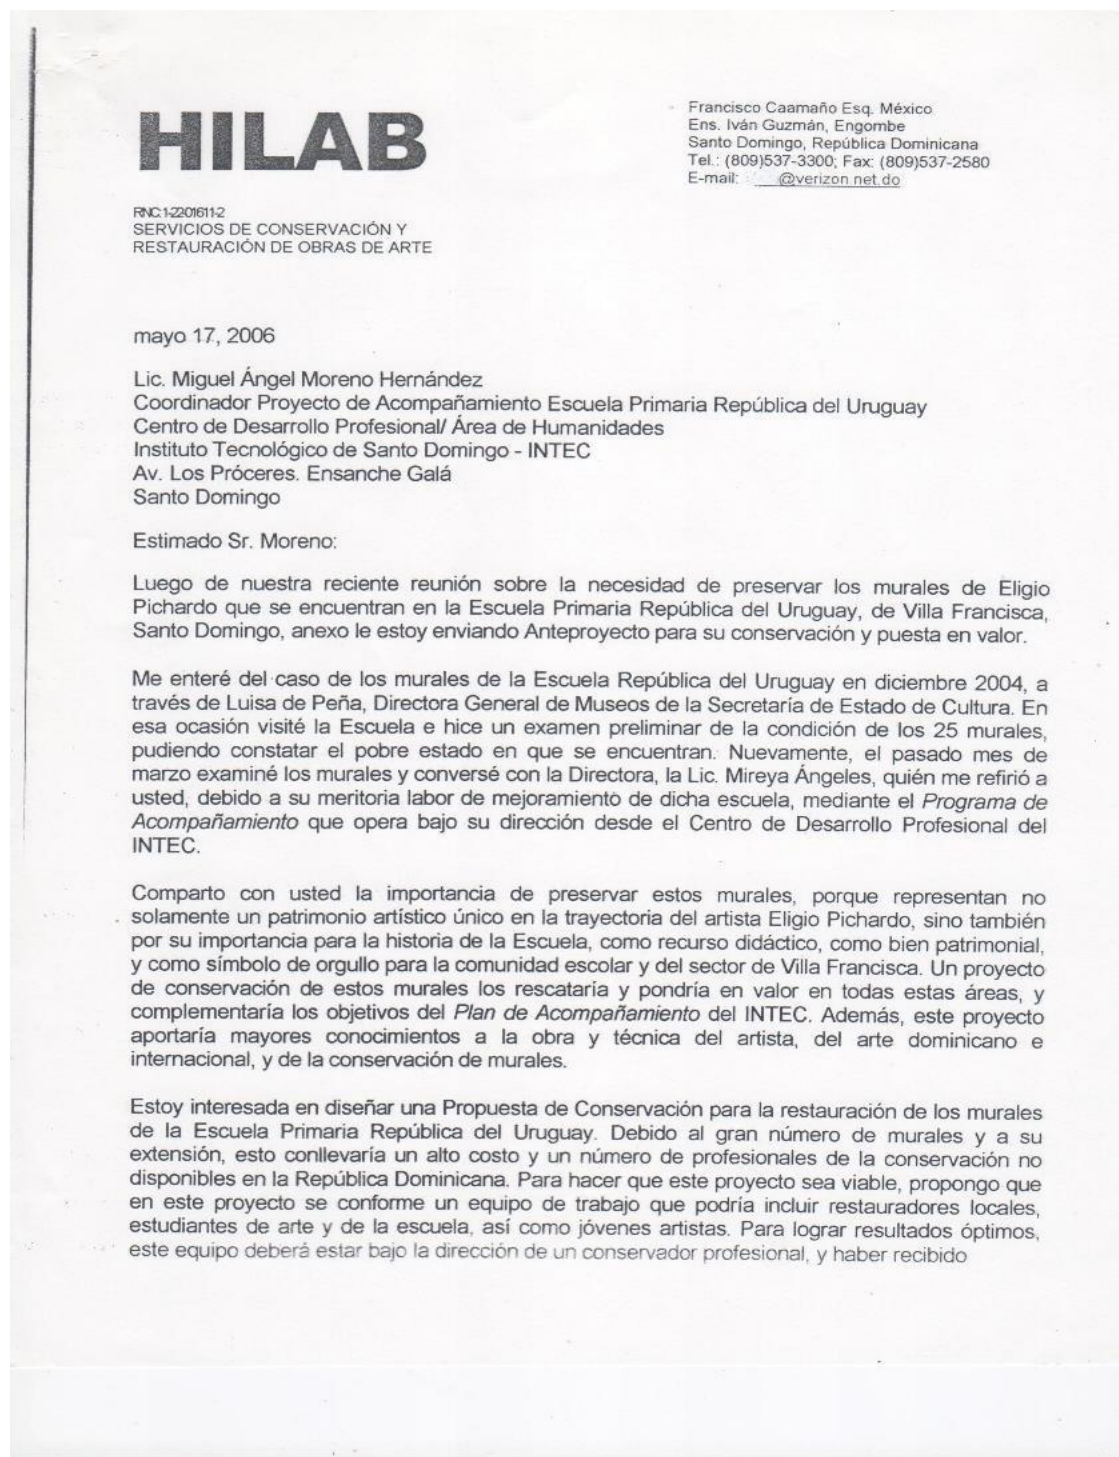 HILAB
Francisco Caamaño Esq. México
Ens. Iván Guzmán, Engombe
Santo Domingo, República Dominicana
Tel.: (809)537-3300; Fax: (809)537-2580
E-mail: @verizon.net.do
RNC:1-2201611-2
SERVICIOS DE CONSERVACIÓN Y
RESTAURACIÓN DE OBRAS DE ARTE
mayo 17, 2006
Lic. Miguel Ángel Moreno Hernández
Coordinador Proyecto de Acompañamiento Escuela Primaria República del Uruguay
Centro de Desarrollo Profesional/ Área de Humanidades
Instituto Tecnológico de Santo Domingo - INTEC
Av. Los Próceres. Ensanche Galá
Santo Domingo
Estimado Sr. Moreno:
Luego de nuestra reciente reunión sobre la necesidad de preservar los murales de Eligio
Pichardo que se encuentran en la Escuela Primaria República del Uruguay, de Villa Francisca,
Santo Domingo, anexo le estoy enviando Anteproyecto para su conservación y puesta en valor.
Me enteré del caso de los murales de la Escuela República del Uruguay en diciembre 2004, a
través de Luisa de Peña, Directora General de Museos de la Secretaría de Estado de Cultura. En
esa ocasión visité la Escuela e hice un examen preliminar de la condición de los 25 murales,
pudiendo constatar el pobre estado en que se encuentran. Nuevamente, el pasado mes de
marzo examiné los murales y conversé con la Directora, la Lic. Mireya Ángeles, quién me refirió a
usted, debido a su meritoria labor de mejoramiento de dicha escuela, mediante el Programa de
Acompañamiento que opera bajo su dirección desde el Centro de Desarrollo Profesional del
INTEC.
Comparto con usted la importancia de preservar estos murales, porque representan no
solamente un patrimonio artístico único en la trayectoria del artista Eligio Pichardo, sino también
por su importancia para la historia de la Escuela, como recurso didáctico, como bien patrimonial,
y como símbolo de orgullo para la comunidad escolar y del sector de Villa Francisca. Un proyecto
de conservación de estos murales los rescataría y pondría en valor en todas estas áreas, y
complementaría los objetivos del Plan de Acompañamiento del INTEC. Además, este proyecto
aportaría mayores conocimientos a la obra y técnica del artista, del arte dominicano e
internacional, y de la conservación de murales.
Estoy interesada en diseñar una Propuesta de Conservación para la restauración de los murales
de la Escuela Primaria República del Uruguay. Debido al gran número de murales y a su
extensión, esto conllevaría un alto costo y un número de profesionales de la conservación no
disponibles en la República Dominicana. Para hacer que este proyecto sea viable, propongo que
en este proyecto se conforme un equipo de trabajo que podría incluir restauradores locales,
estudiantes de arte y de la escuela, así como jóvenes artistas. Para lograr resultados óptimos,
este equipo deberá estar bajo la dirección de un conservador profesional, y haber recibido